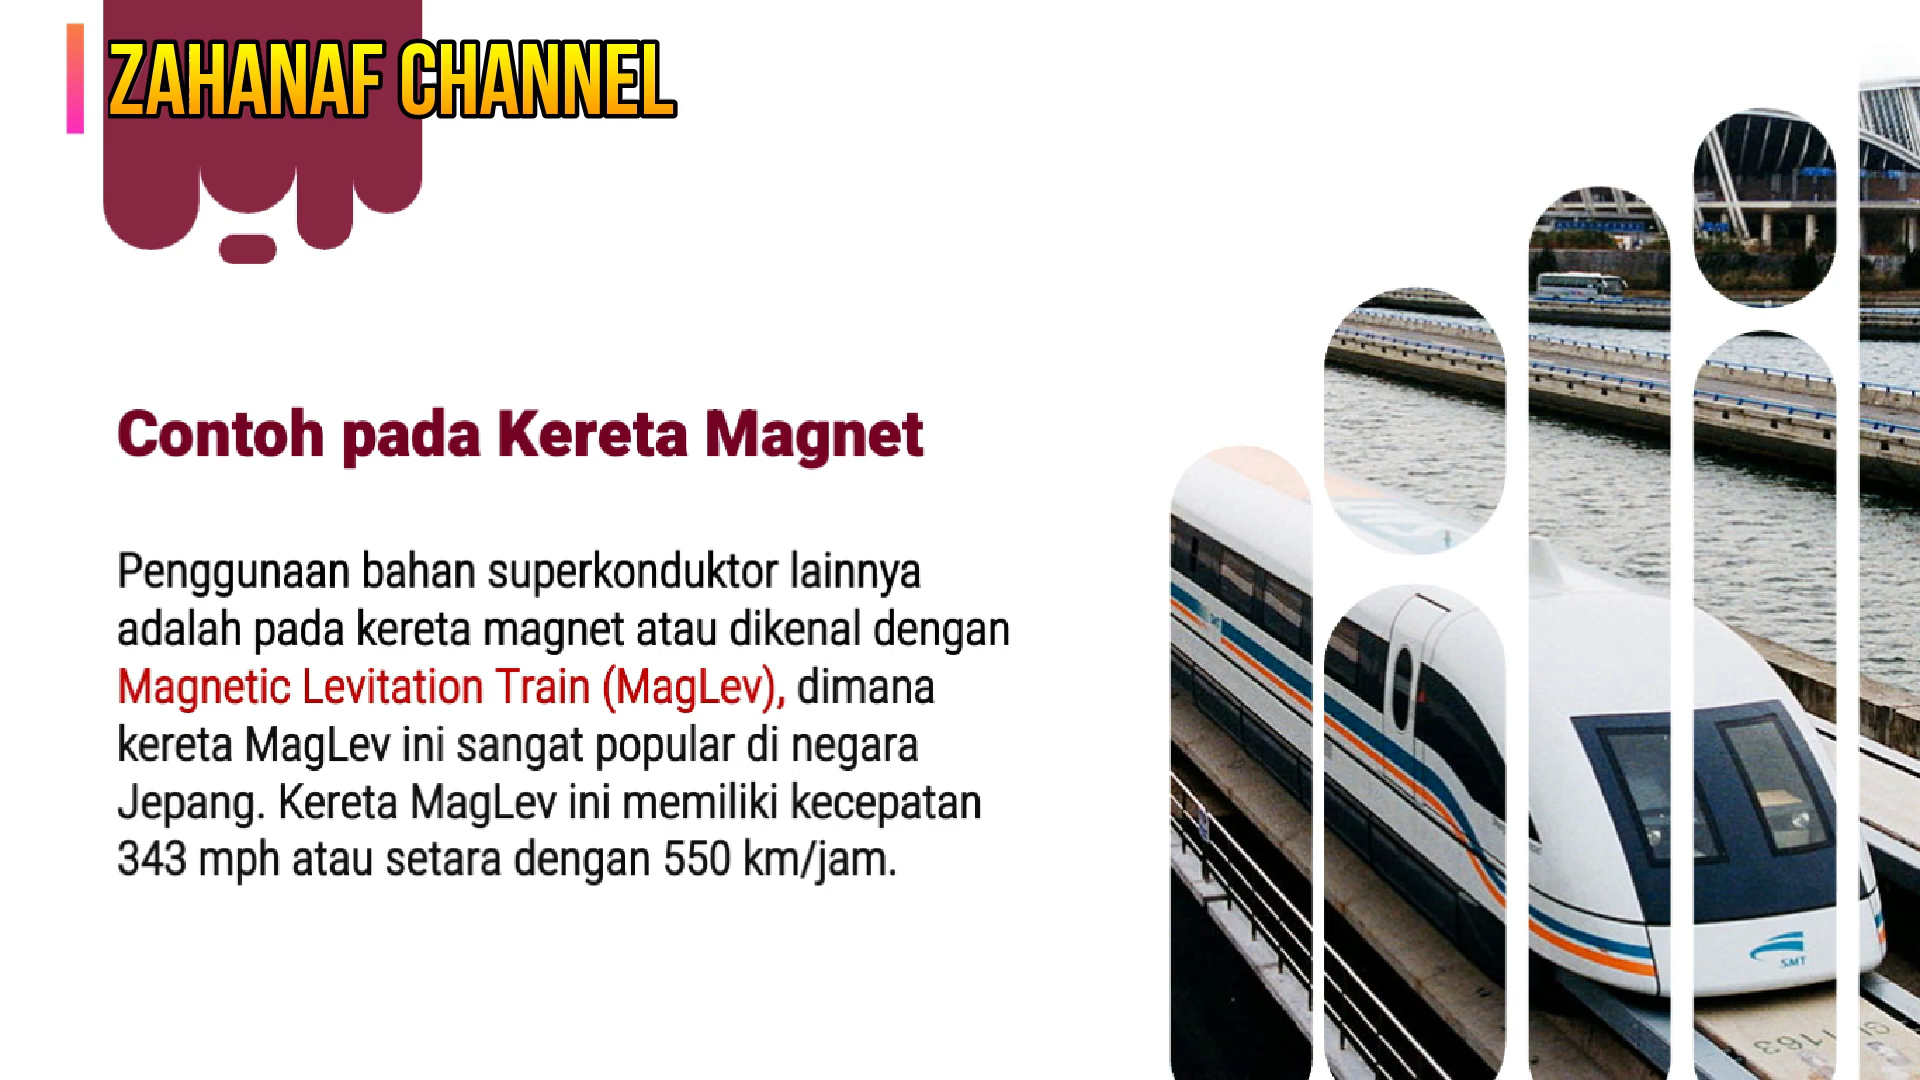 ZAHANAF CHANNEL
Contoh pada Kereta Magnet
Penggunaan bahan superkonduktor lainnya
adalah pada kereta magnet atau dikenal dengan
Magnetic Levitation Train (MagLev), dimana
kereta MagLev ini sangat popular di negara
Jepang. Kereta MagLev ini memiliki kecepatan
343 mph atau setara dengan 550 km/jam.
SMT